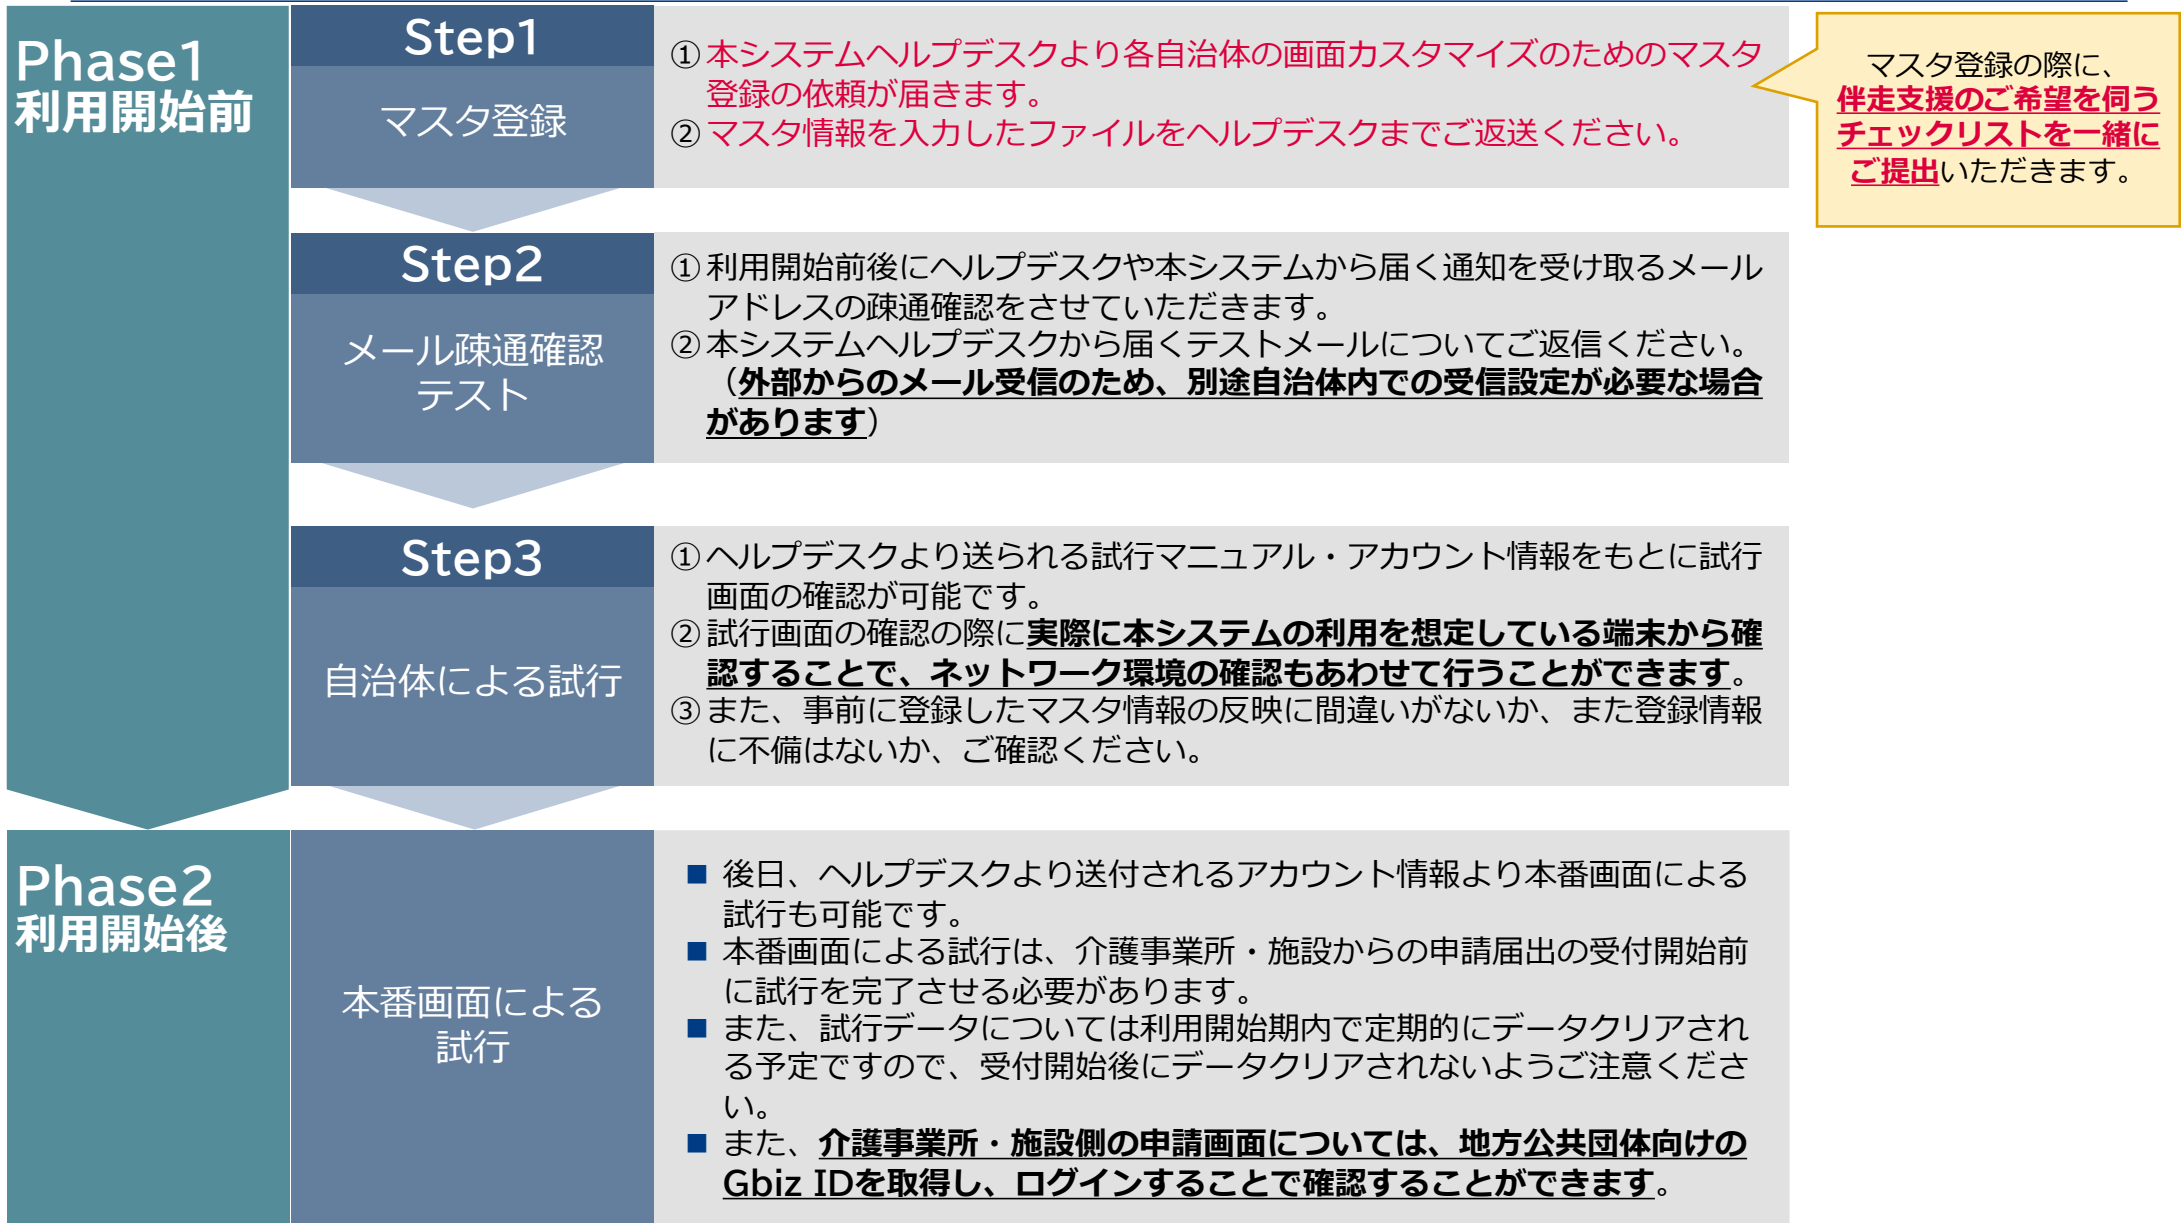 Phase1
利用開始前
Step1
マスタ登録
① 本システムヘルプデスクより各自治体の画面カスタマイズのためのマスタ
登録の依頼が届きます。
② マスタ情報を入力したファイルをヘルプデスクまでご返送ください。
マスタ登録の際に、
伴走支援のご希望を伺う
チェックリストを一緒に
ご提出いただきます。
Step2
メール疎通確認
テスト
① 利用開始前後にヘルプデスクや本システムから届く通知を受け取るメール
アドレスの疎通確認をさせていただきます。
② 本システムヘルプデスクから届くテストメールについてご返信ください。
（外部からのメール受信のため、別途自治体内での受信設定が必要な場合
があります）
Step3
自治体による試行
① ヘルプデスクより送られる試行マニュアル・アカウント情報をもとに試行
画面の確認が可能です。
② 試行画面の確認の際に実際に本システムの利用を想定している端末から確
認することで、ネットワーク環境の確認もあわせて行うことができます。
③ また、事前に登録したマスタ情報の反映に間違いがないか、また登録情報
に不備はないか、ご確認ください。
Phase2
利用開始後
本番画面による
試行
■ 後日、ヘルプデスクより送付されるアカウント情報より本番画面による
試行も可能です。
■ 本番画面による試行は、介護事業所・施設からの申請届出の受付開始前
に試行を完了させる必要があります。
■ また、試行データについては利用開始期内で定期的にデータクリアされ
る予定ですので、受付開始後にデータクリアされないようご注意くださ
い。
■ また、介護事業所・施設側の申請画面については、地方公共団体向けの
Gbiz IDを取得し、ログインすることで確認することができます。